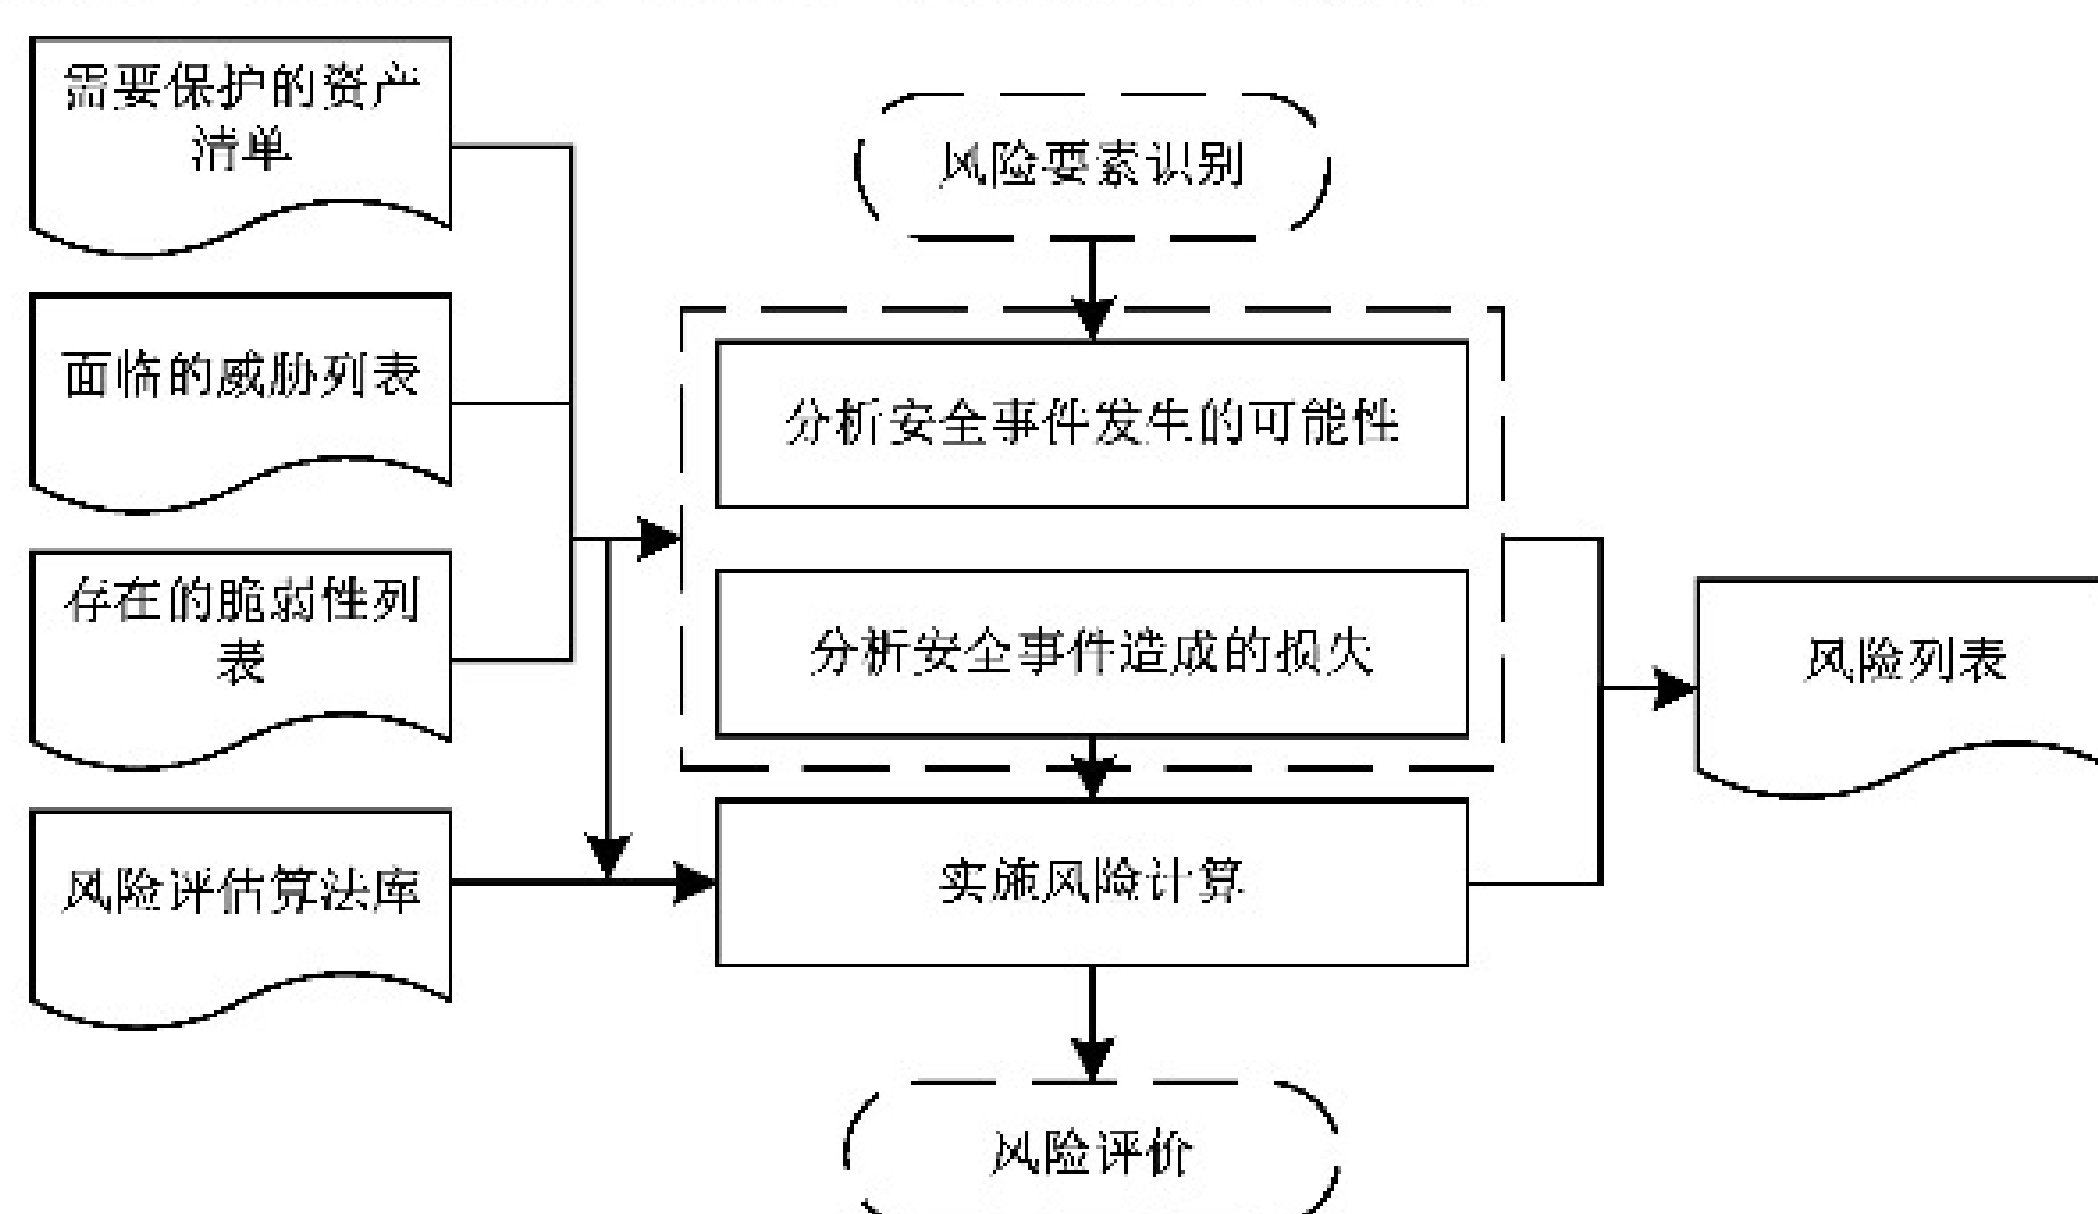 需要保护的资产
清单
风险要素识别
面临的威胁列表
分析安全事件发生的可能性
存在的脆弱性列
表
分析安全事件造成的损失
风险列表
风险评估算法库
实施风险计算
风险评价